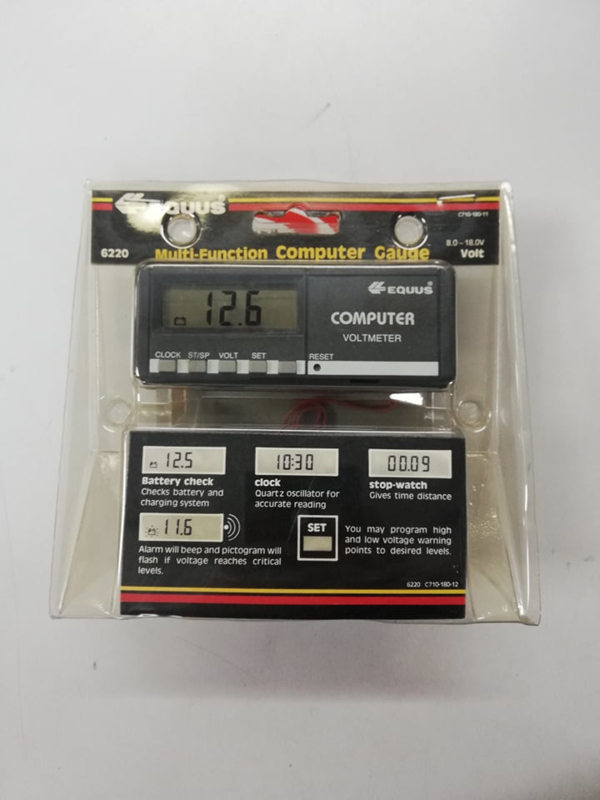 EQUUS
C710-180-11
6220 Multi-Function Computer Gauge 8.0 - 18.0V Volt
12.6
EQUUS
COMPUTER
VOLTMETER
CLOCK ST/SP VOLT SET RESET
12.5
Battery check
Checks battery and
charging system
10:30
clock
Quartz oscillator for
accurate reading
00.09
stop-watch
Gives time distance
11.6
Alarm will beep and pictogram will
flash if voltage reaches critical
levels.
SET
You may program high
and low voltage warning
points to desired levels.
6220 C710-180-12